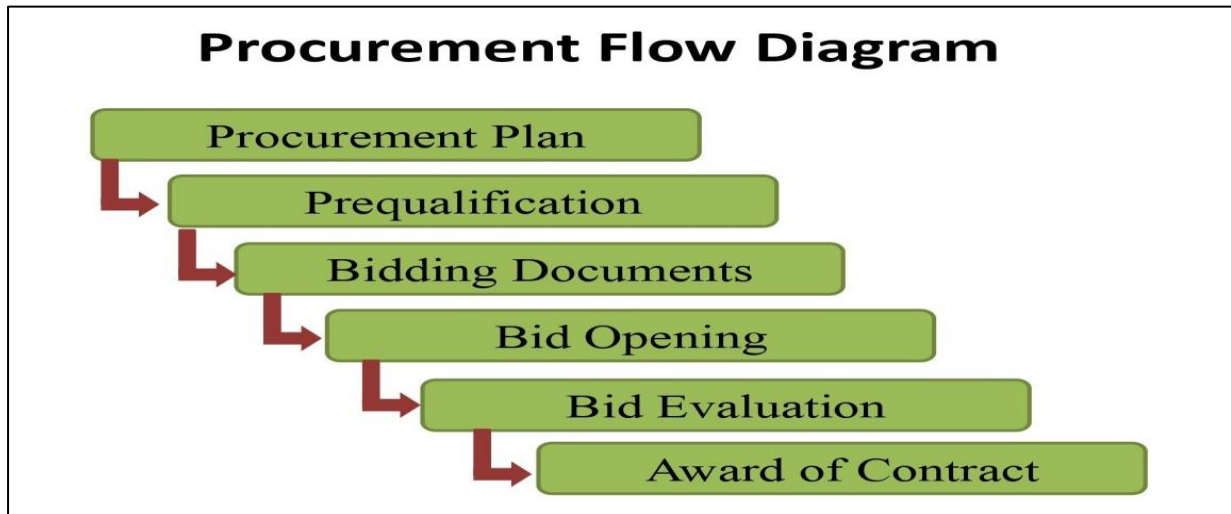 Procurement Flow Diagram
Procurement Plan
Prequalification
Bidding Documents
Bid Opening
Bid Evaluation
Award of Contract